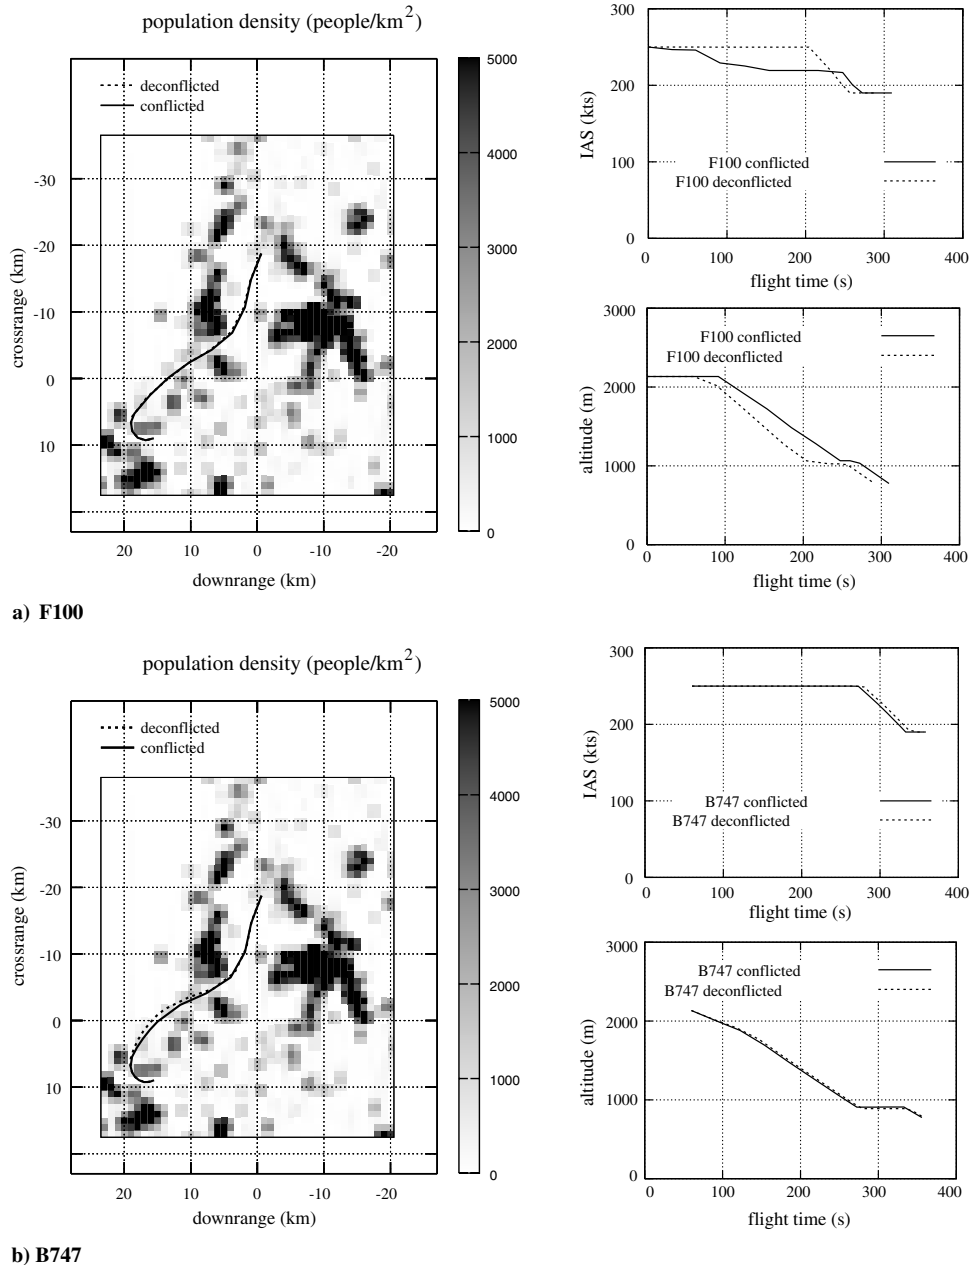 population density (people/km2)
deconflicted
conflicted
crossrange (km)
-30
-20
-10
0
10
20 10 0 -10 -20
downrange (km)
5000
4000
3000
2000
1000
0
300
200
100
0
IAS (kts)
F100 conflicted
F100 deconflicted
0 100 200 300 400
flight time (s)
3000
2000
1000
0
altitude (m)
F100 conflicted
F100 deconflicted
0 100 200 300 400
flight time (s)
a) F100
population density (people/km2)
deconflicted
conflicted
crossrange (km)
-30
-20
-10
0
10
20 10 0 -10 -20
downrange (km)
5000
4000
3000
2000
1000
0
300
200
100
0
IAS (kts)
B747 conflicted
B747 deconflicted
0 100 200 300 400
flight time (s)
3000
2000
1000
0
altitude (m)
B747 conflicted
B747 deconflicted
0 100 200 300 400
flight time (s)
b) B747